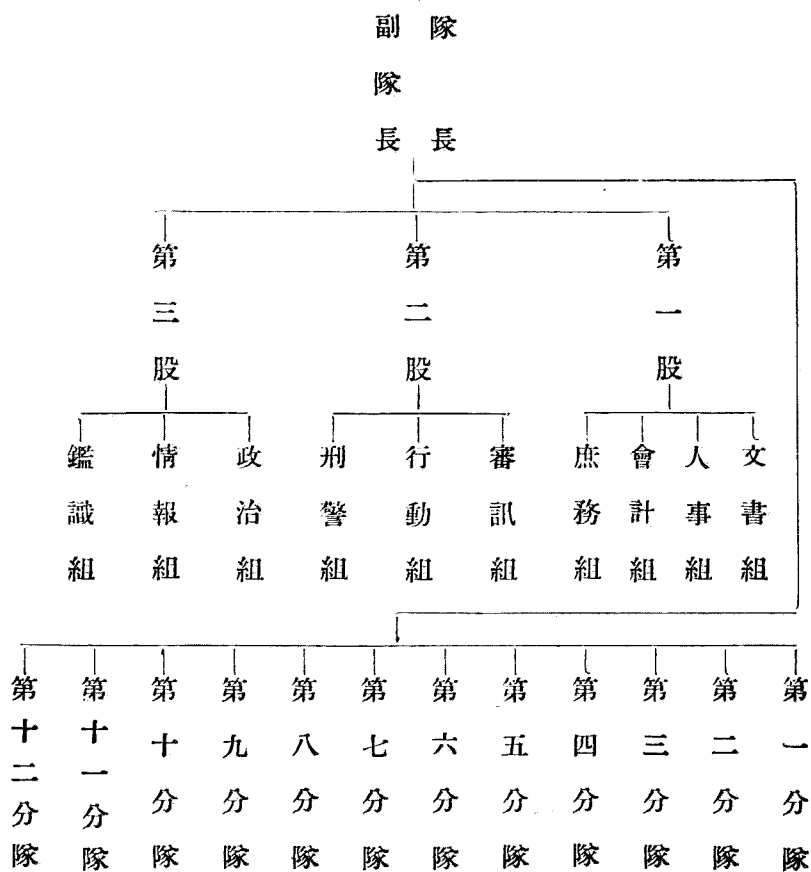 隊長
副隊長
第一股
第二股
第三股
文書組
人事組
會計組
庶務組
審訊組
行動組
刑警組
政治組
情報組
鑑識組
第一分隊
第二分隊
第三分隊
第四分隊
第五分隊
第六分隊
第七分隊
第八分隊
第九分隊
第十分隊
第十一分隊
第十二分隊